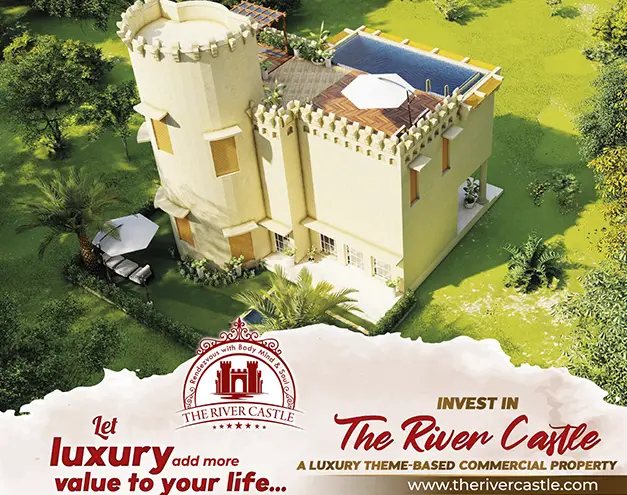 Rendezvous with Body Mind & Soul
THE RIVER CASTLE
Let
luxury add more
value to your life...
INVEST IN
The River Castle
A LUXURY THEME-BASED COMMERCIAL PROPERTY
www.therivercastle.com